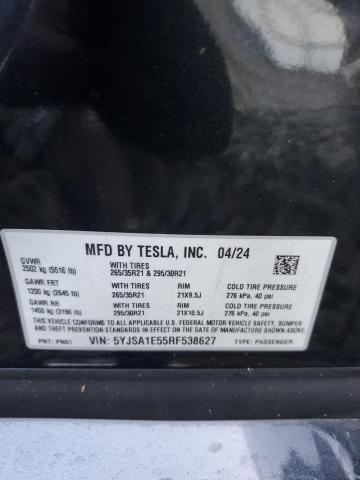 MFD BY TESLA, INC. 04/24
GVWR WITH TIRES
2502 kg (5516 lb) 265/35R21 & 295/30R21
GAWR FRT WITH TIRES RIM COLD TIRE PRESSURE
1200 kg (2645 lb) 265/35R21 21X9.5J 276 kPa, 40 psi
GAWR RR WITH TIRES RIM COLD TIRE PRESSURE
1450 kg (3196 lb) 295/30R21 21X10.5J 276 kPa, 40 psi
THIS VEHICLE CONFORMS TO ALL APPLICABLE FEDERAL MOTOR VEHICLE SAFETY, BUMPER
AND THEFT PREVENTION STANDARDS IN EFFECT ON THE DATE OF MANUFACTURE SHOWN
ABOVE.
PNT: PN01 VIN: 5YJSA1E55RF538627 TYPE: PASSENGER